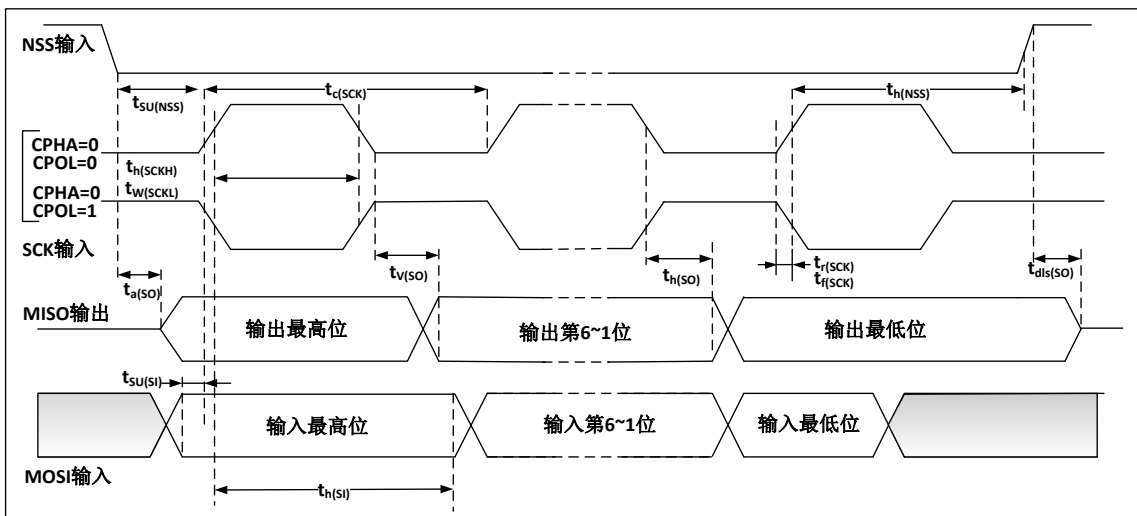 NSS输入
tSU(NSS)
tc(SCK)
th(NSS)
CPHA=0
CPOL=0
th(SCKH)
CPHA=0
tW(SCKL)
CPOL=1
SCK输入
ta(SO)
tV(SO)
th(SO)
tr(SCK)
tf(SCK)
tdls(SO)
MISO输出
输出最高位
输出第6~1位
输出最低位
tSU(SI)
输入最高位
输入第6~1位
输入最低位
MOSI输入
th(SI)